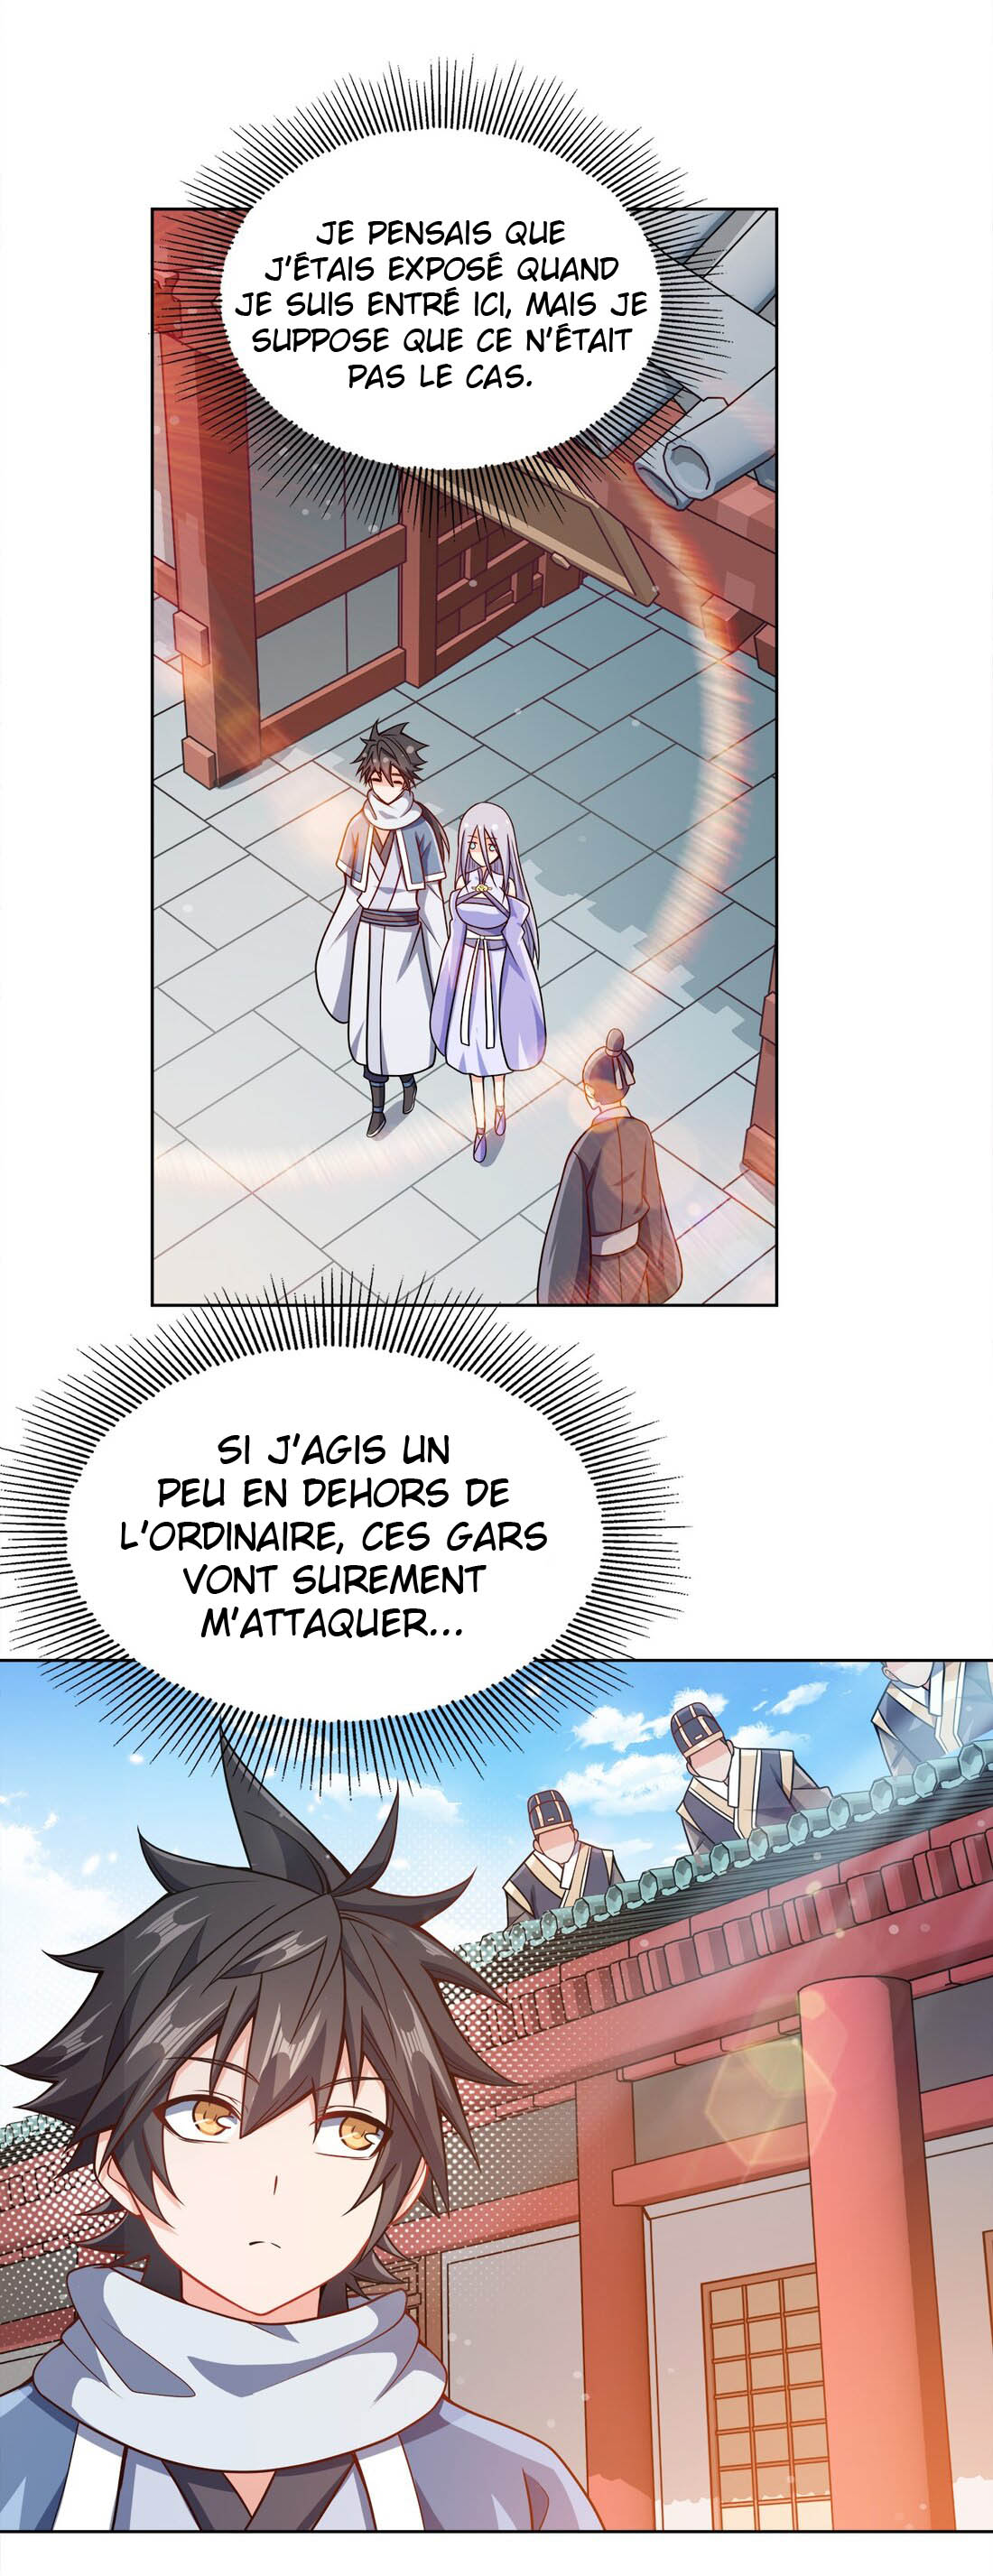 JE PENSAIS QUE
J'ÉTAIS EXPOSÉ QUAND
JE SUIS ENTRÉ ICI, MAIS JE
SUPPOSE QUE CE N'ÉTAIT
PAS LE CAS.
SI J'AGIS UN
PEU EN DEHORS DE
L'ORDINAIRE, CES GARS
VONT SUREMENT
M'ATTAQUER...